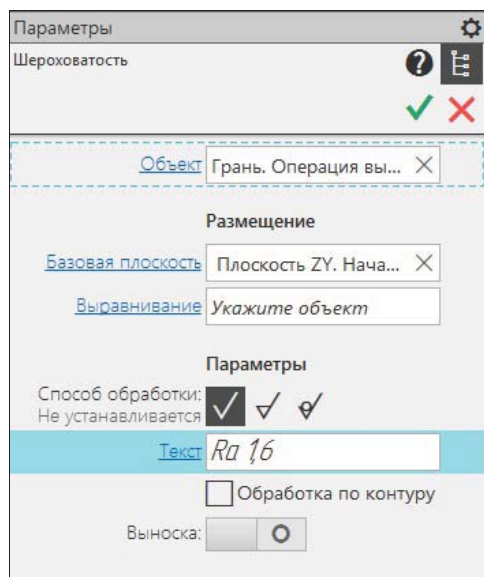 Параметры
Шероховатость
Объект Грань. Операция вы...
Размещение
Базовая плоскость Плоскость ZY. Нача...
Выравнивание Укажите объект
Параметры
Способ обработки:
Не устанавливается
Текст Ra 1,6
Обработка по контуру
Выноска: